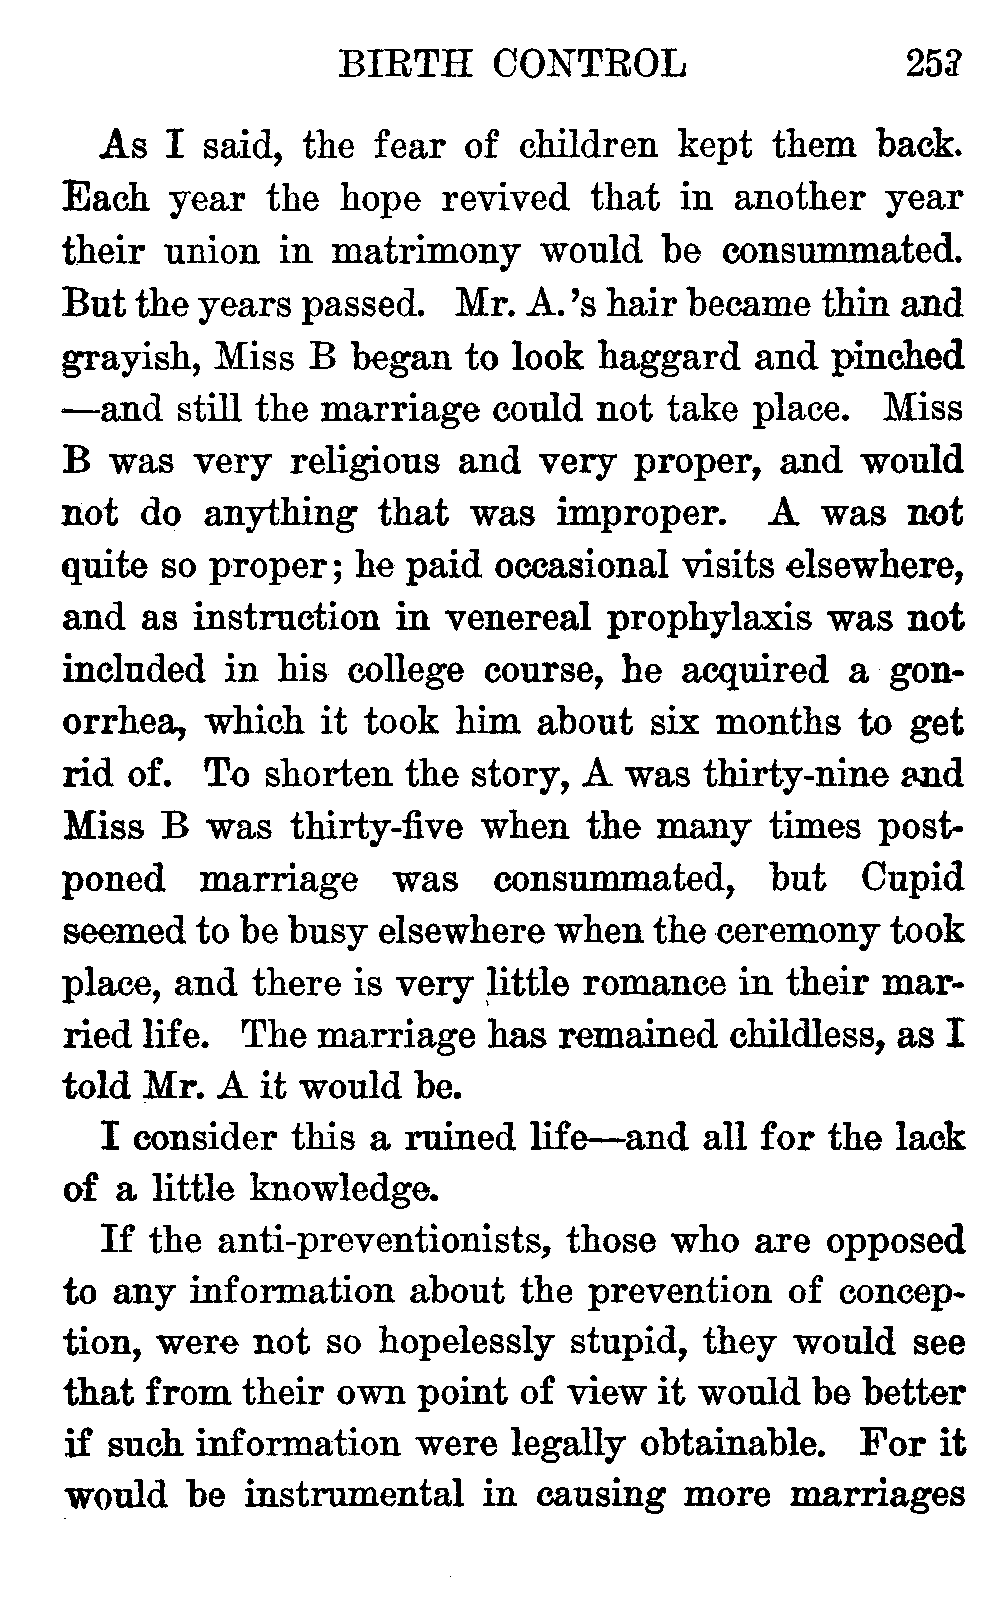 BIRTH CONTROL 253
As I said, the fear of children kept them back.
Each year the hope revived that in another year
their union in matrimony would be consummated.
But the years passed. Mr. A.'s hair became thin and
grayish, Miss B began to look haggard and pinched
—and still the marriage could not take place. Miss
B was very religious and very proper, and would
not do anything that was improper. A was not
quite so proper; he paid occasional visits elsewhere,
and as instruction in venereal prophylaxis was not
included in his college course, he acquired a gon-
orrhea, which it took him about six months to get
rid of. To shorten the story, A was thirty-nine and
Miss B was thirty-five when the many times post-
poned marriage was consummated, but Cupid
seemed to be busy elsewhere when the ceremony took
place, and there is very little romance in their mar-
ried life. The marriage has remained childless, as I
told Mr. A it would be.
I consider this a ruined life—and all for the lack
of a little knowledge.
If the anti-preventionists, those who are opposed
to any information about the prevention of concep-
tion, were not so hopelessly stupid, they would see
that from their own point of view it would be better
if such information were legally obtainable. For it
would be instrumental in causing more marriages